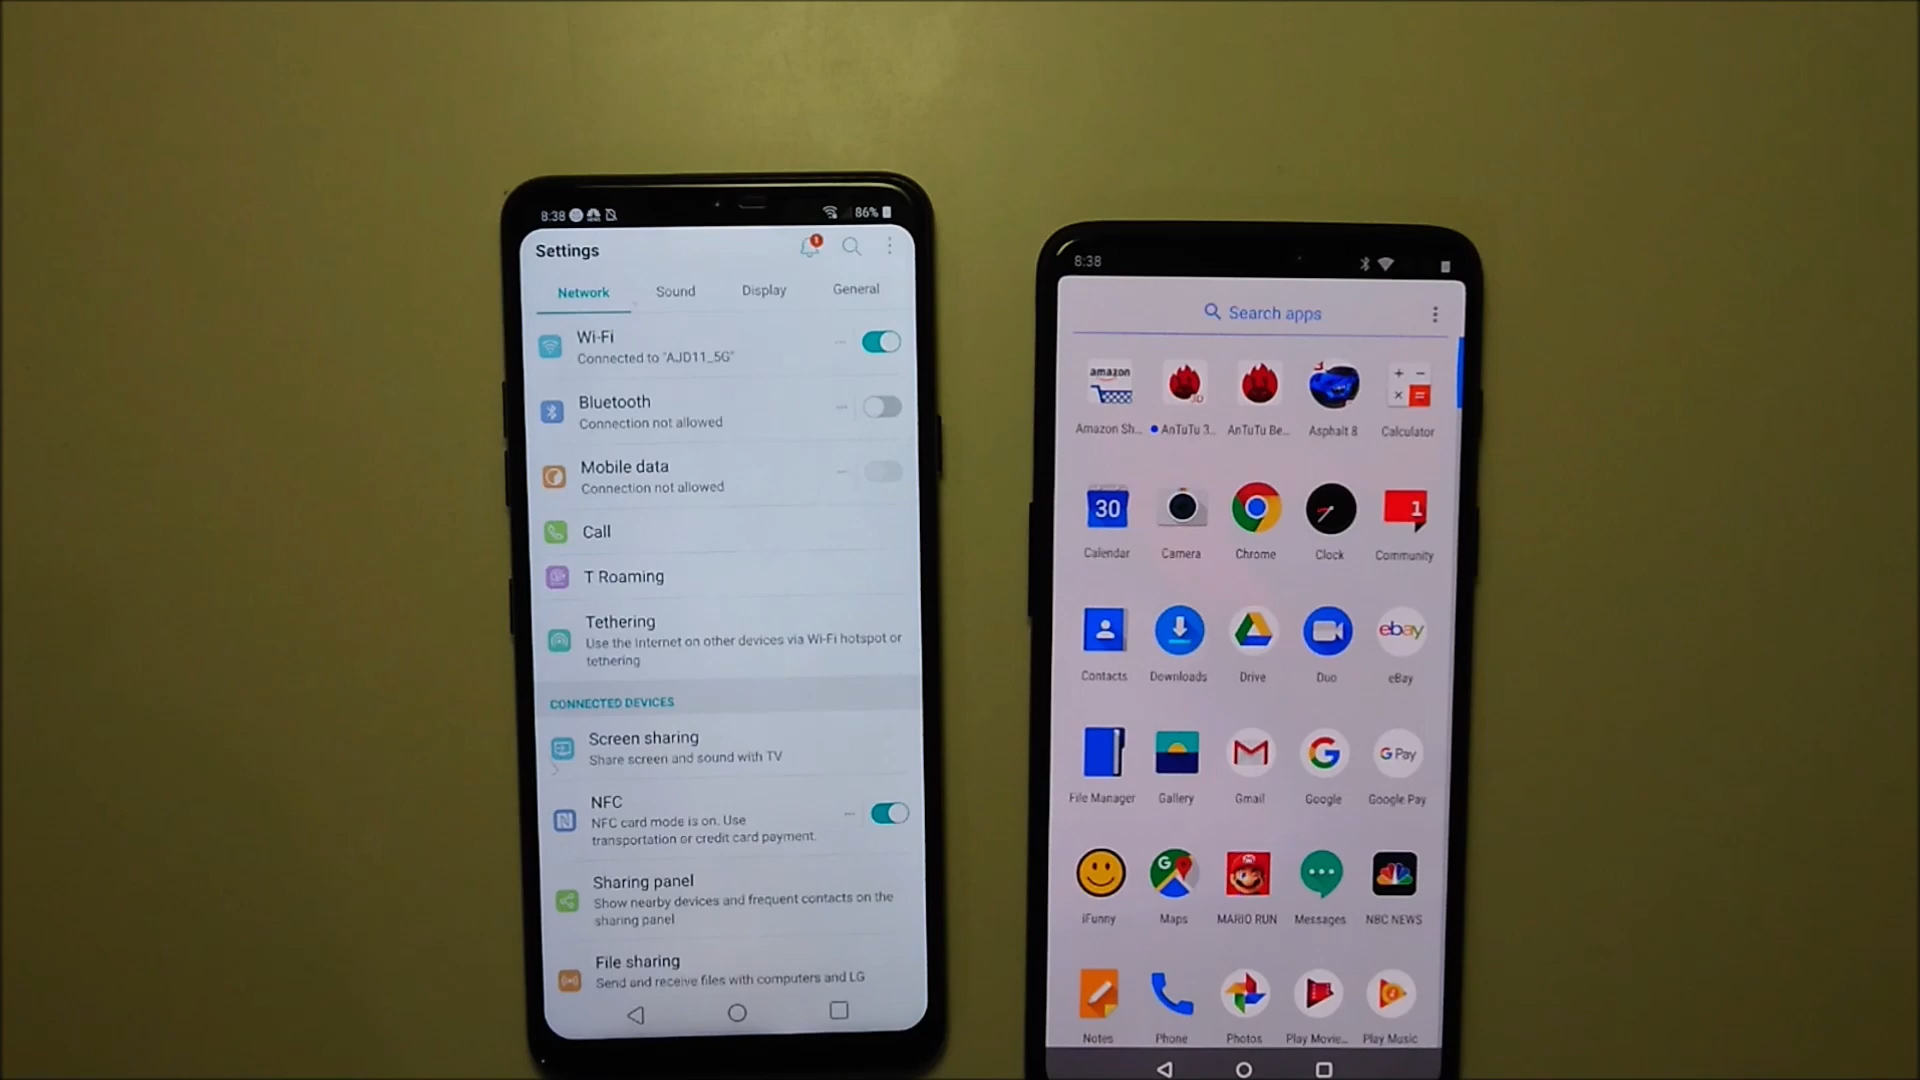 8:38
86%
Settings
1
Network
Sound
Display
General
Wi-Fi
Connected to "AJD11_5G"
Bluetooth
Connection not allowed
Mobile data
Connection not allowed
Call
T Roaming
Tethering
Use the Internet on other devices via Wi-Fi hotspot or
tethering
CONNECTED DEVICES
Screen sharing
Share screen and sound with TV
NFC
NFC card mode is on. Use
transportation or credit card payment.
Sharing panel
Show nearby devices and frequent contacts on the
sharing panel
File sharing
Send and receive files with computers and LG
8:38
Search apps
amazon
3D
Amazon Sh...
AnTuTu 3...
AnTuTu Be...
Asphalt 8
Calculator
30
1
Calendar
Camera
Chrome
Clock
Community
ebay
Contacts
Downloads
Drive
Duo
eBay
G Pay
File Manager
Gallery
Gmail
Google
Google Pay
iFunny
Maps
MARIO RUN
Messages
NBC NEWS
Notes
Phone
Photos
Play Movie...
Play Music